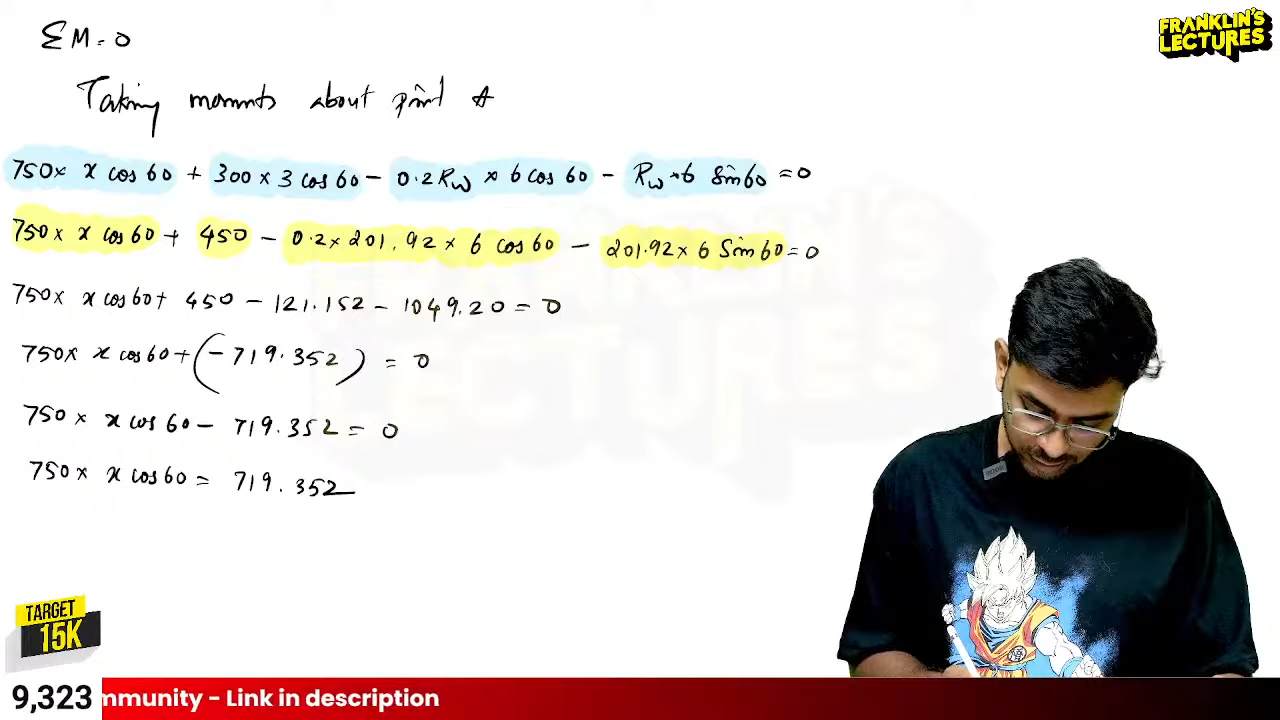 ΣM = 0
Taking moments about point A
750 × x cos 60 + 300 × 3 cos 60 - 0.2 Rw × 6 cos 60 - Rw × 6 Sin 60 = 0
750 × x cos 60 + 450 - 0.2 × 201.92 × 6 cos 60 - 201.92 × 6 Sin 60 = 0
750 × x cos 60 + 450 - 121.152 - 1049.20 = 0
750 × x cos 60 + (- 719.352) = 0
750 × x cos 60 - 719.352 = 0
750 × x cos 60 = 719.352
FRANKLIN'S
LECTURES
TARGET
15K
9,323
mmunity - Link in description